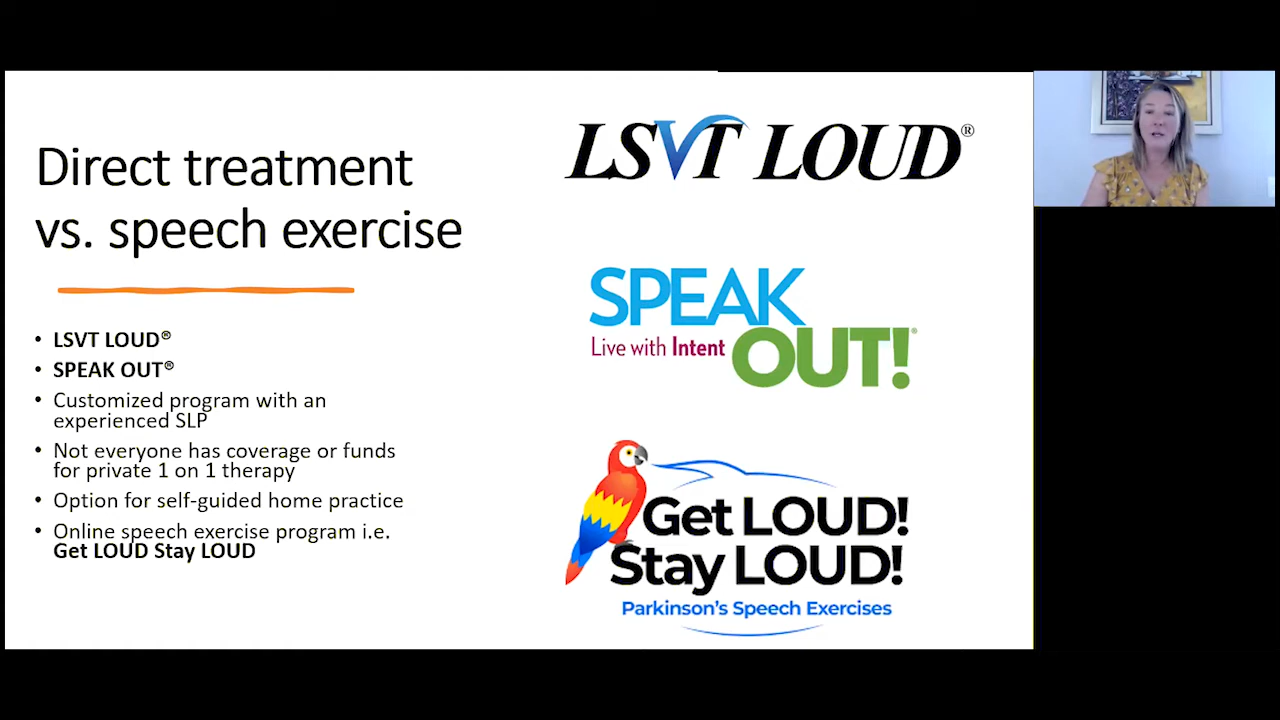 Direct treatment
vs. speech exercise
• LSVT LOUD®
• SPEAK OUT®
• Customized program with an
experienced SLP
• Not everyone has coverage or funds
for private 1 on 1 therapy
• Option for self-guided home practice
• Online speech exercise program i.e.
Get LOUD Stay LOUD
LSVT LOUD®
SPEAK
Live with Intent OUT!®
Get LOUD!
Stay LOUD!
Parkinson's Speech Exercises